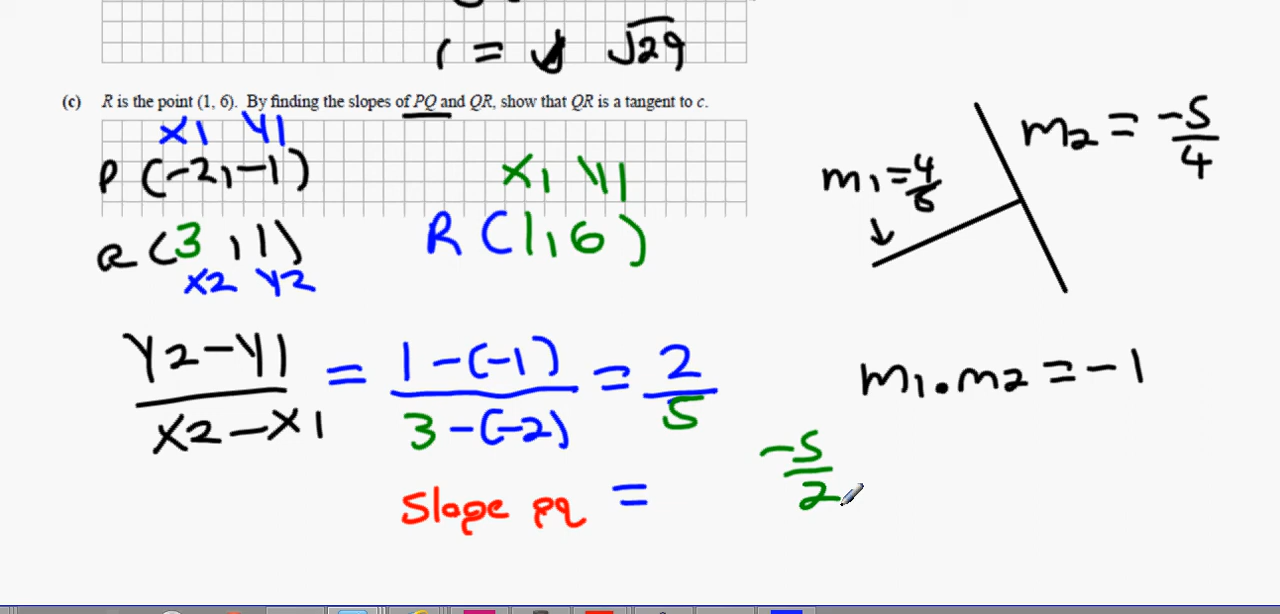 r = √29
(c) R is the point (1, 6). By finding the slopes of PQ and QR, show that QR is a tangent to c.
x1 y1
P (-2, -1)
Q (3, 1)
x2 y2
x1 y1
R (1, 6)
m1 = 4/5
m2 = -5/4
y2 - y1 / x2 - x1 = 1 - (-1) / 3 - (-2) = 2/5
m1 . m2 = -1
Slope pq =
-5/2